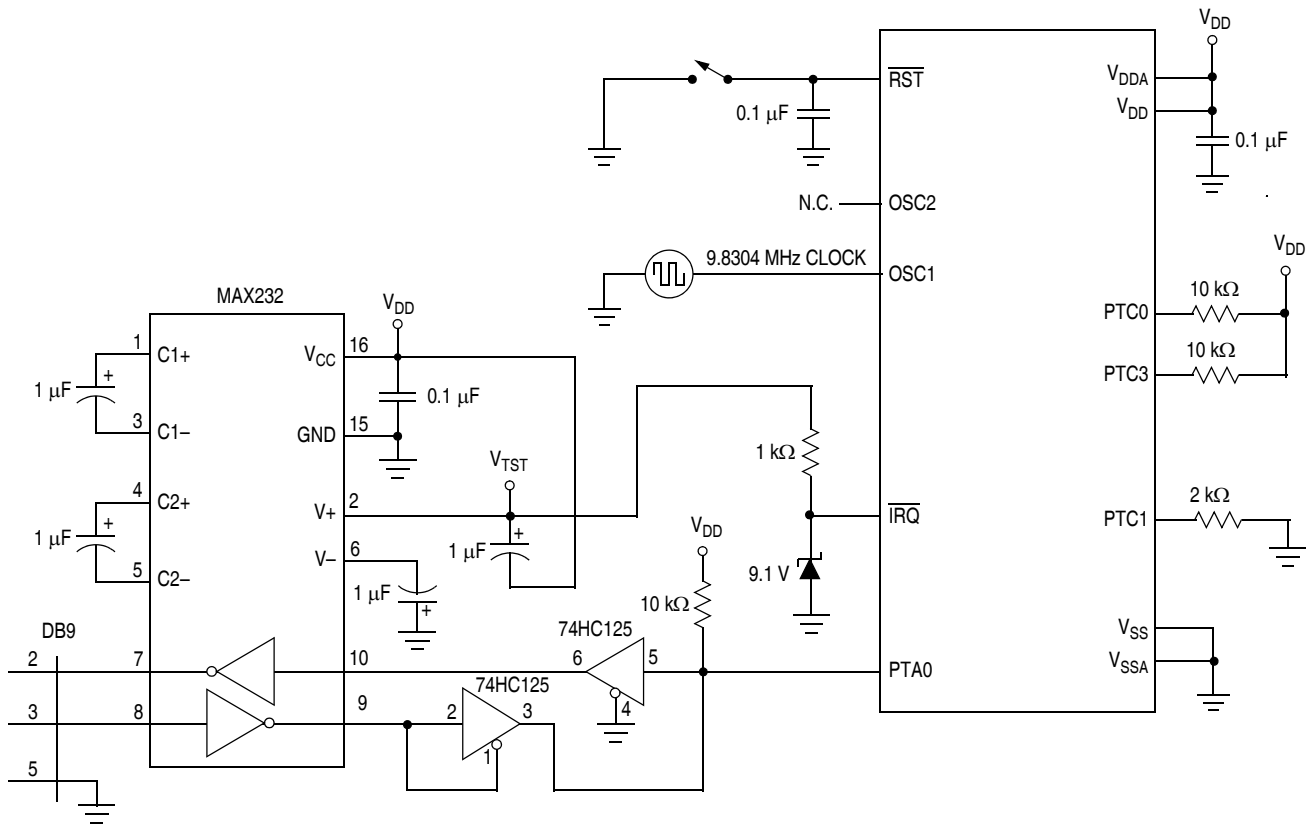 V_DD
RST
V_DDA
V_DD
0.1 µF
0.1 µF
N.C.
OSC2
V_DD
9.8304 MHz CLOCK
OSC1
MAX232
10 kΩ
PTC0
V_DD
1
C1+
V_CC
16
10 kΩ
PTC3
1 µF
+
0.1 µF
3
C1–
GND
15
1 kΩ
V_TST
4
C2+
V+
2
IRQ
PTC1
2 kΩ
1 µF
+
V_DD
1 µF
+
V–
6
5
C2–
9.1 V
1 µF
+
10 kΩ
DB9
74HC125
V_SS
2
7
10
6
5
PTA0
V_SSA
74HC125
4
3
8
9
2
3
1
5